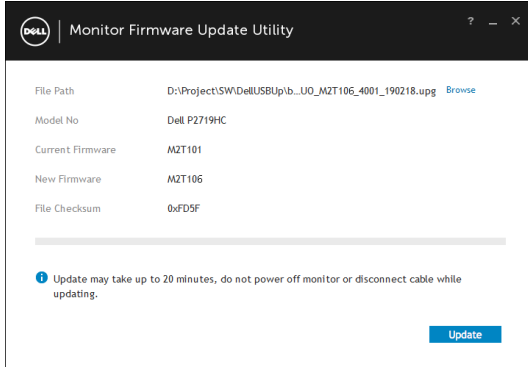 DELL Monitor Firmware Update Utility ? _ ×
File Path D:\Project\SW\DellUSBUp\b...UO_M2T106_4001_190218.upg Browse
Model No Dell P2719HC
Current Firmware M2T101
New Firmware M2T106
File Checksum 0xFD5F
i Update may take up to 20 minutes, do not power off monitor or disconnect cable while
updating.
Update